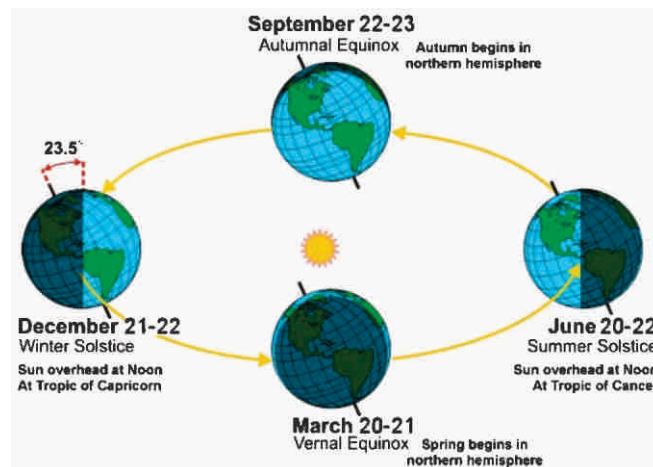 September 22-23
Autumnal Equinox
Autumn begins in
northern hemisphere
23.5°
December 21-22
Winter Solstice
Sun overhead at Noon
At Tropic of Capricorn
June 20-22
Summer Solstice
Sun overhead at Noon
At Tropic of Cance
March 20-21
Vernal Equinox
Spring begins in
northern hemisphere